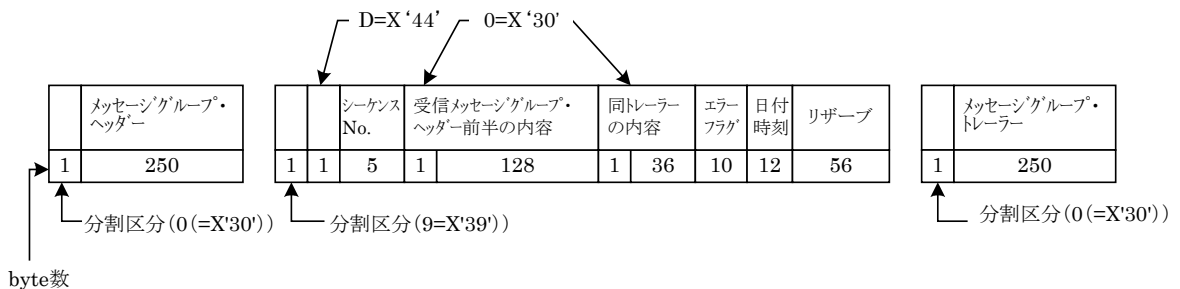 D=X‘44’ 0=X‘30'
メッセージグループ・
ヘッダー
シーケンス
No.
受信メッセージグループ・
ヘッダー前半の内容
同トレーラー
の内容
エラー
フラグ
日付
時刻
リザーブ
メッセージグループ・
トレーラー
1 250
1 1 5 1 128 1 36 10 12 56
1 250
分割区分(0(=X'30'))
分割区分(9=X'39'))
分割区分(0(=X'30'))
byte数